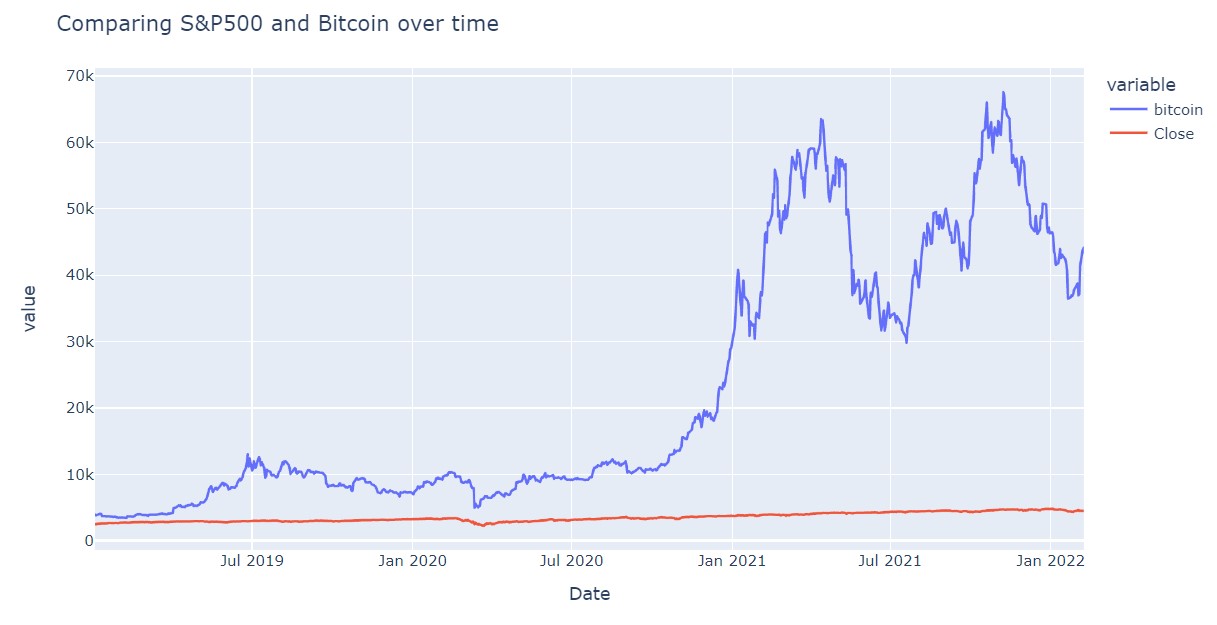 Comparing S&P500 and Bitcoin over time
variable
bitcoin
Close
value
70k
60k
50k
40k
30k
20k
10k
0
Jul 2019
Jan 2020
Jul 2020
Jan 2021
Jul 2021
Jan 2022
Date